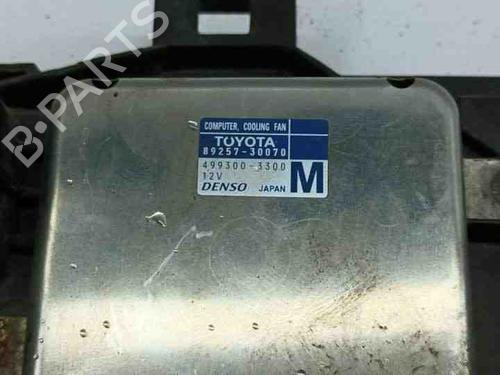 B-PARTS
COMPUTER, COOLING FAN
TOYOTA
89257-30070
499300-3300
12V
DENSO JAPAN M